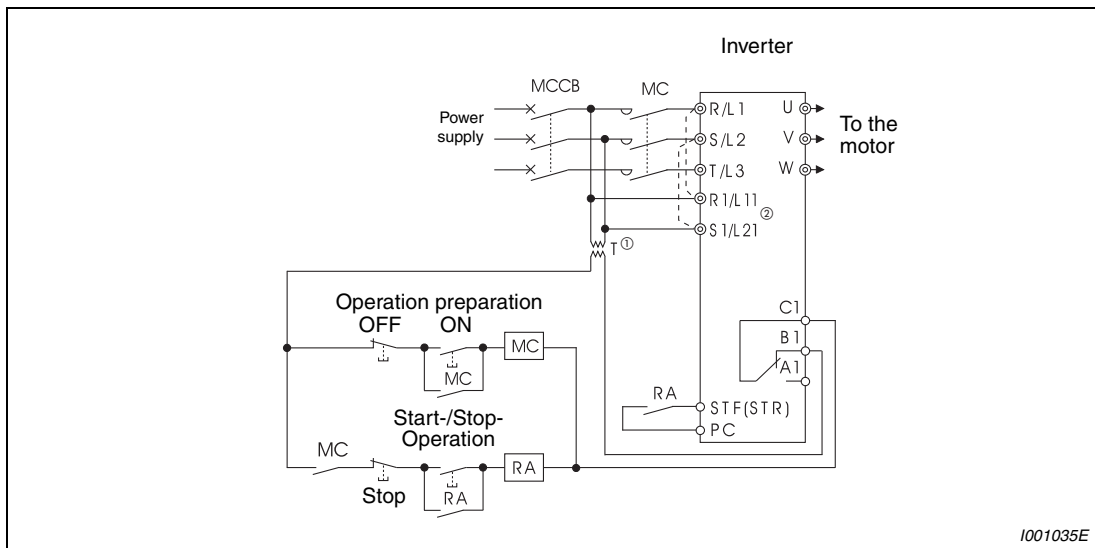 Inverter
MCCB
MC
Power
supply
R/L1
S/L2
T/L3
R1/L11
②
S1/L21
U
V
W
To the
motor
T①
Operation preparation
OFF
ON
MC
MC
C1
B1
A1
RA
STF(STR)
PC
Start-/Stop-
Operation
MC
Stop
RA
RA
I001035E